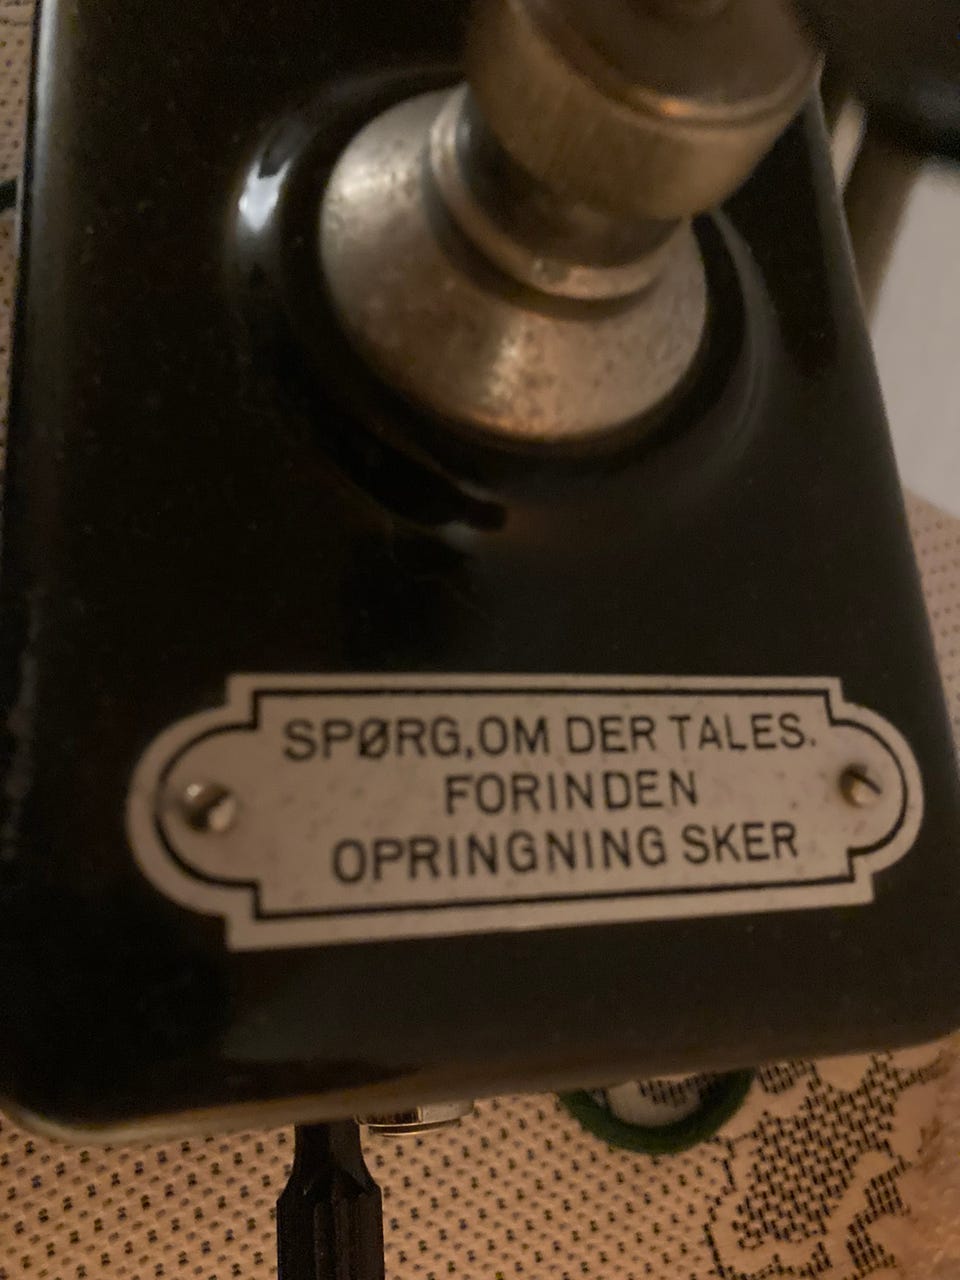 SPØRG,OM DER TALES.
FORINDEN
OPRINGNING SKER